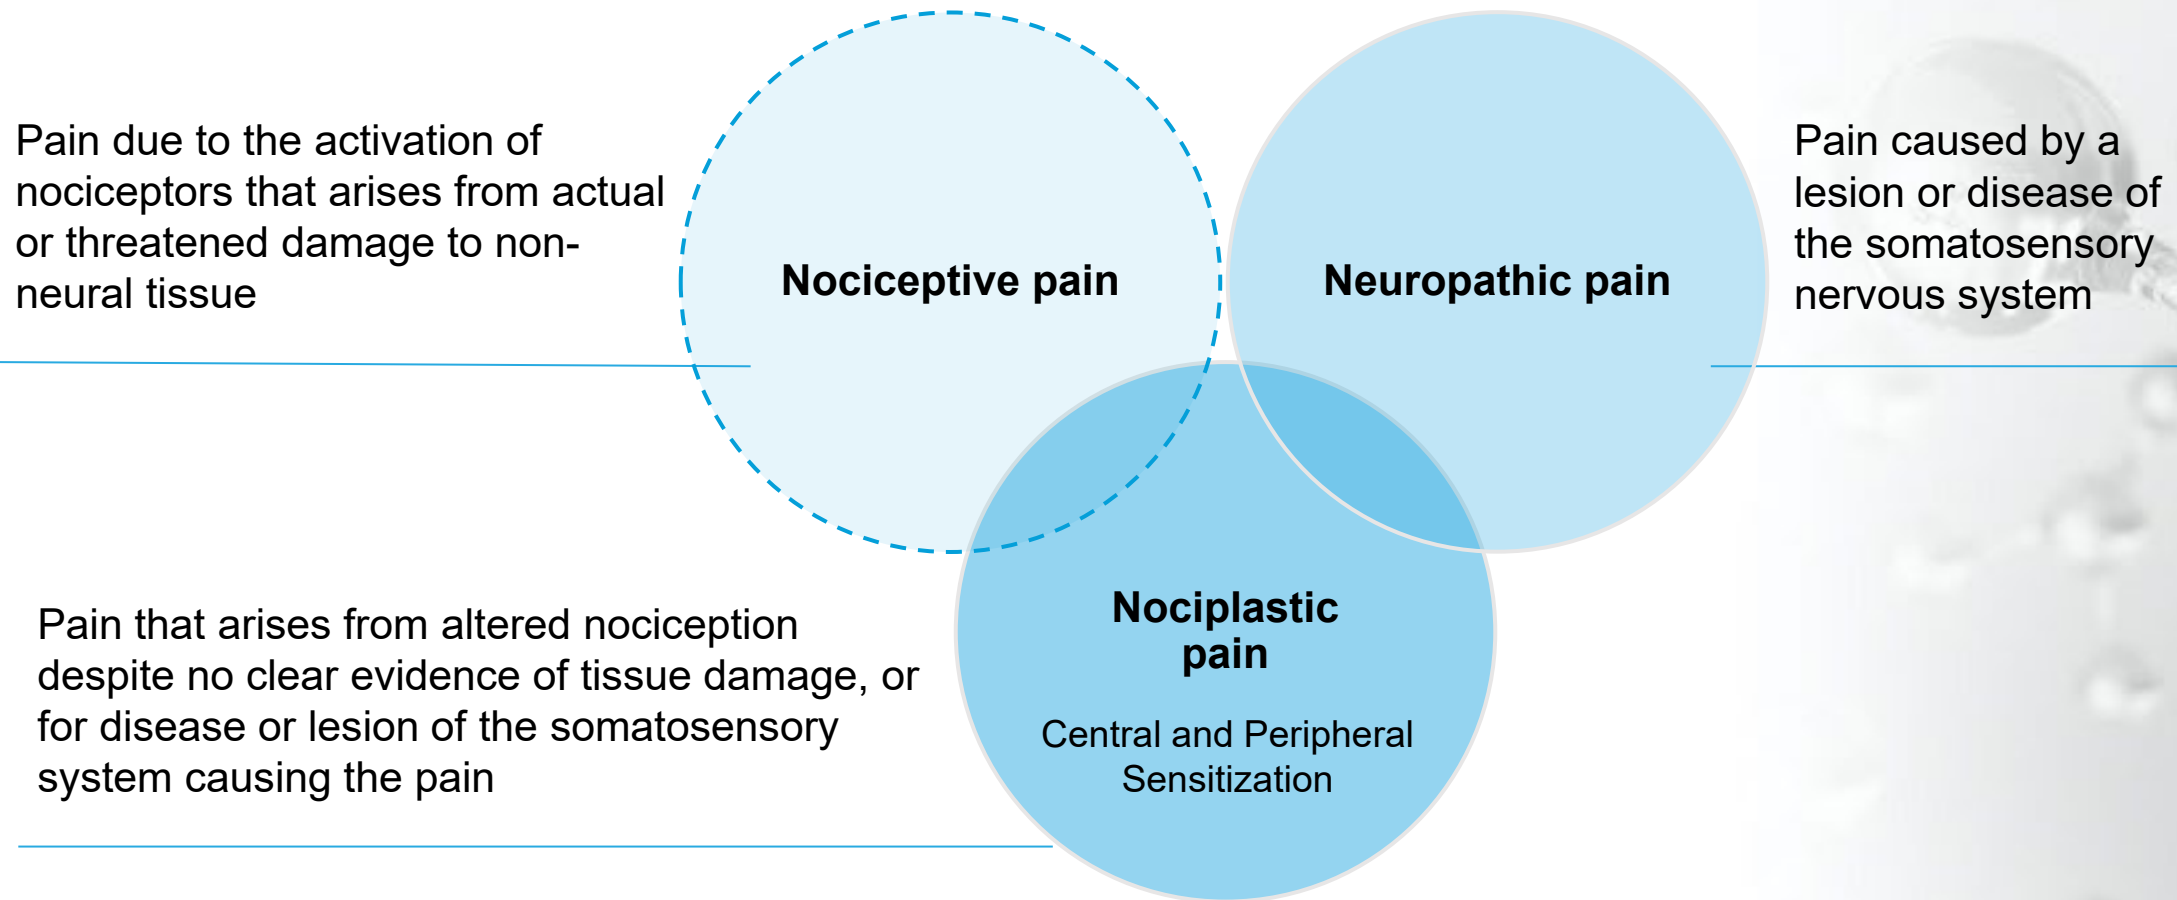 Pain due to the activation of
nociceptors that arises from actual
or threatened damage to non-
neural tissue
Nociceptive pain
Neuropathic pain
Pain caused by a
lesion or disease of
the somatosensory
nervous system
Pain that arises from altered nociception
despite no clear evidence of tissue damage, or
for disease or lesion of the somatosensory
system causing the pain
Nociplastic
pain
Central and Peripheral
Sensitization